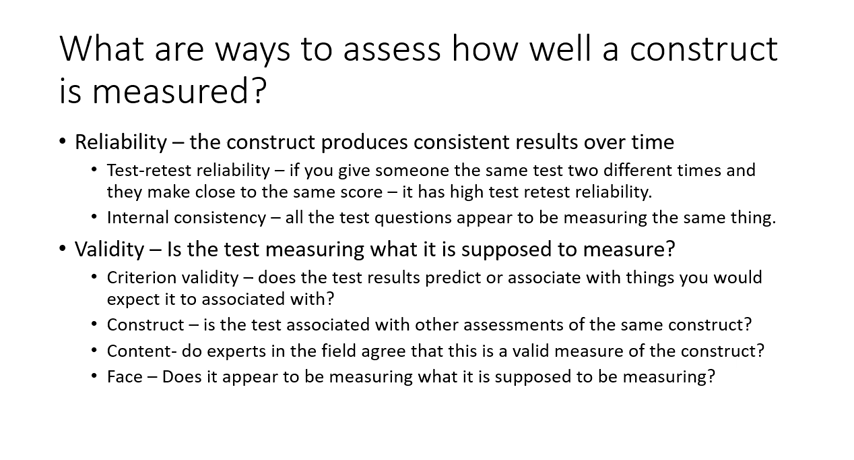 What are ways to assess how well a construct
is measured?
• Reliability – the construct produces consistent results over time
• Test-retest reliability – if you give someone the same test two different times and
they make close to the same score – it has high test retest reliability.
• Internal consistency – all the test questions appear to be measuring the same thing.
• Validity – Is the test measuring what it is supposed to measure?
• Criterion validity – does the test results predict or associate with things you would
expect it to associated with?
• Construct – is the test associated with other assessments of the same construct?
• Content- do experts in the field agree that this is a valid measure of the construct?
• Face – Does it appear to be measuring what it is supposed to be measuring?